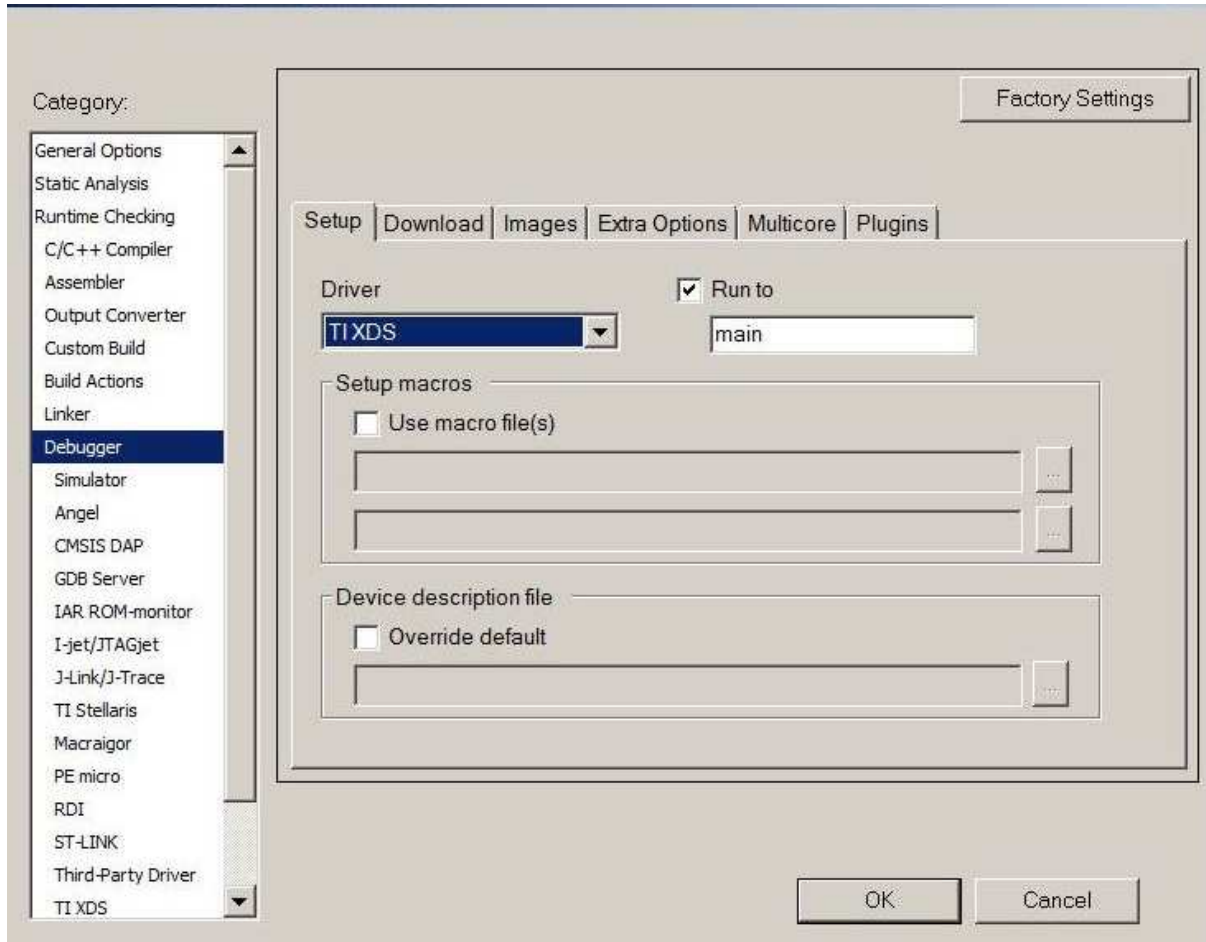 Category:
General Options
Static Analysis
Runtime Checking
C/C++ Compiler
Assembler
Output Converter
Custom Build
Build Actions
Linker
Debugger
Simulator
Angel
CMSIS DAP
GDB Server
IAR ROM-monitor
I-jet/JTAGjet
J-Link/J-Trace
TI Stellaris
Macraigor
PE micro
RDI
ST-LINK
Third-Party Driver
TI XDS
Factory Settings
Setup Download Images Extra Options Multicore Plugins
Driver
TI XDS
Run to
main
Setup macros
Use macro file(s)
...
...
Device description file
Override default
...
OK Cancel